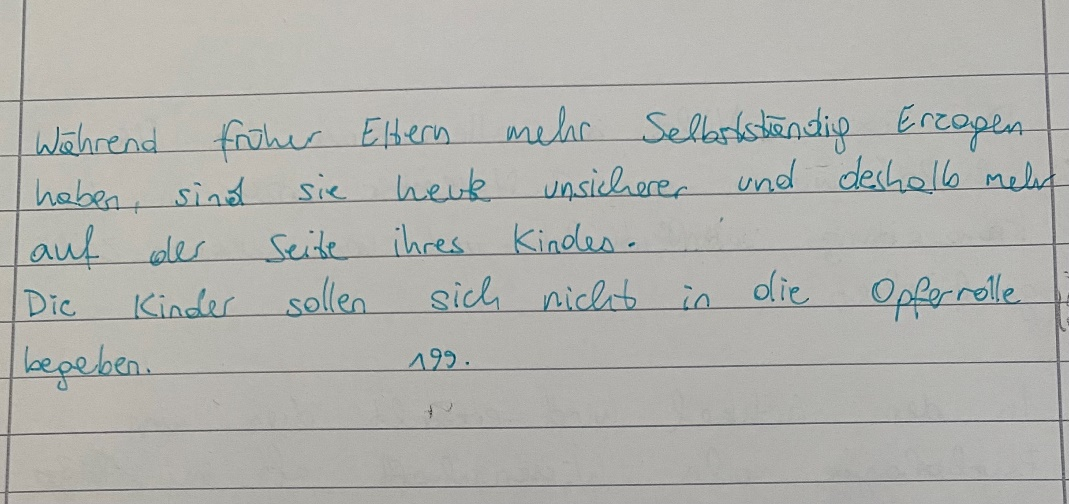 Während früher Eltern mehr Selbstständig Erzogen
haben, sind sie heute unsicherer und deshalb mehr
auf der Seite ihres Kindes.
Die Kinder sollen sich nicht in die Opferrolle
begeben. 199.